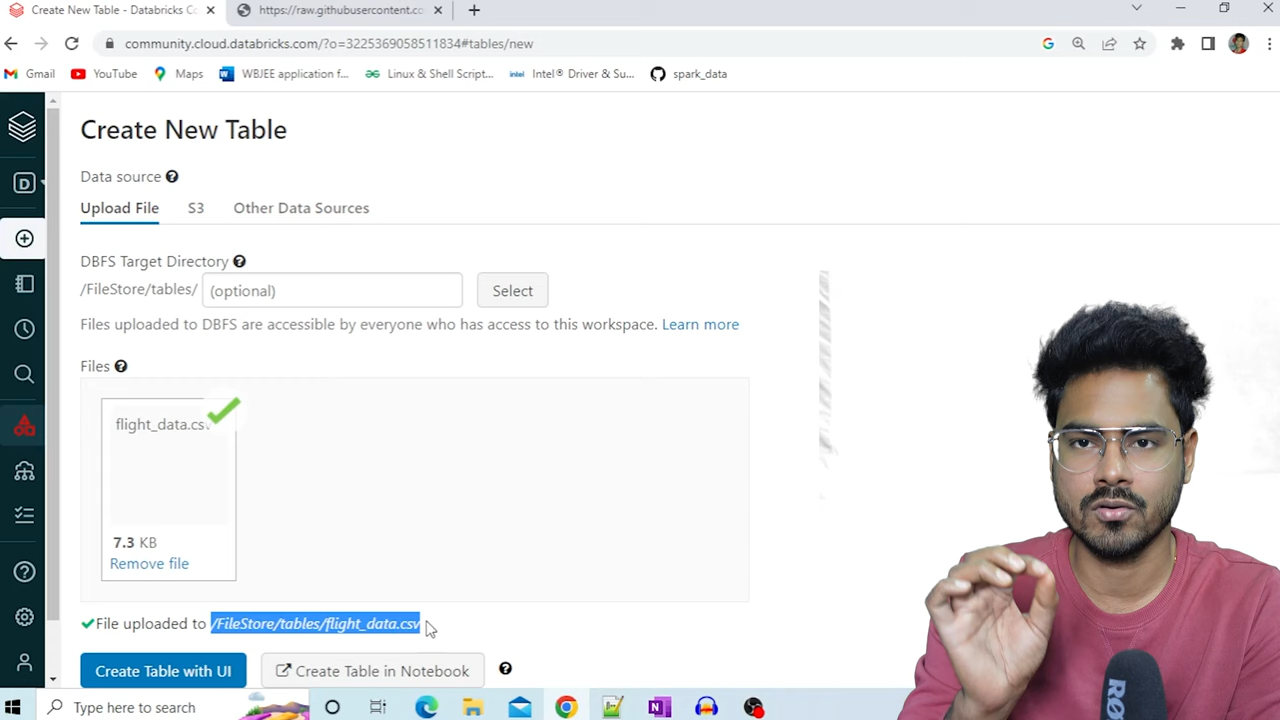 Create New Table - Databricks Co
https://raw.githubusercontent.co
community.cloud.databricks.com/?o=3225369058511834#tables/new
Gmail YouTube Maps WBJEE application f... Linux & Shell Script... Intel® Driver & Su... spark_data
Create New Table
Data source
Upload File S3 Other Data Sources
DBFS Target Directory
/FileStore/tables/ (optional) Select
Files uploaded to DBFS are accessible by everyone who has access to this workspace. Learn more
Files
flight_data.csv
7.3 KB
Remove file
File uploaded to /FileStore/tables/flight_data.csv
Create Table with UI Create Table in Notebook
Type here to search
RØ